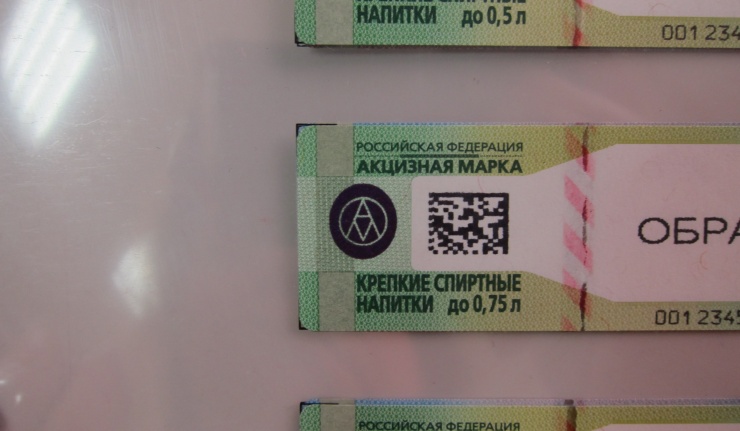 НАПИТКИ до 0,5 л
001 234
РОССИЙСКАЯ ФЕДЕРАЦИЯ
АКЦИЗНАЯ МАРКА
ОБРА
КРЕПКИЕ СПИРТНЫЕ
НАПИТКИ до 0,75 л
001 2345
РОССИЙСКАЯ ФЕДЕРАЦИЯ